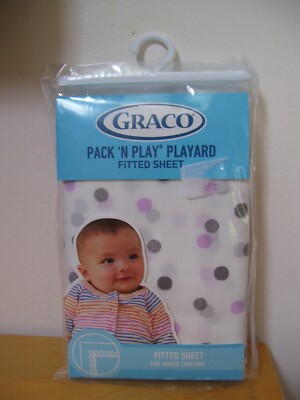 GRACO
PACK 'N PLAY® PLAYARD
FITTED SHEET
FITTED SHEET
FOR ADDED COMFORT